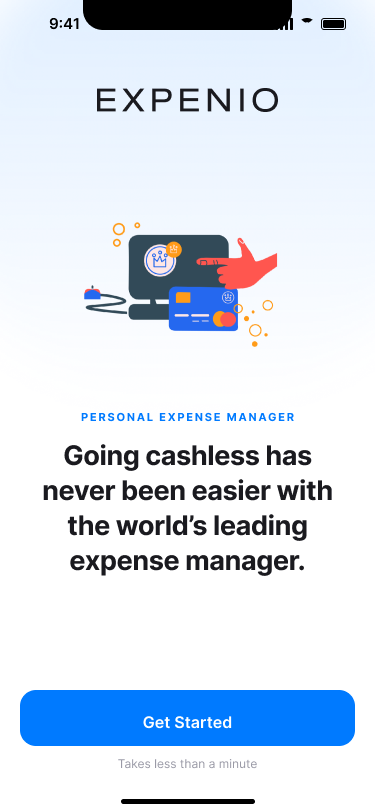 9:41
EXPENIO
PERSONAL EXPENSE MANAGER
Going cashless has
never been easier with
the world’s leading
expense manager.
Get Started
Takes less than a minute